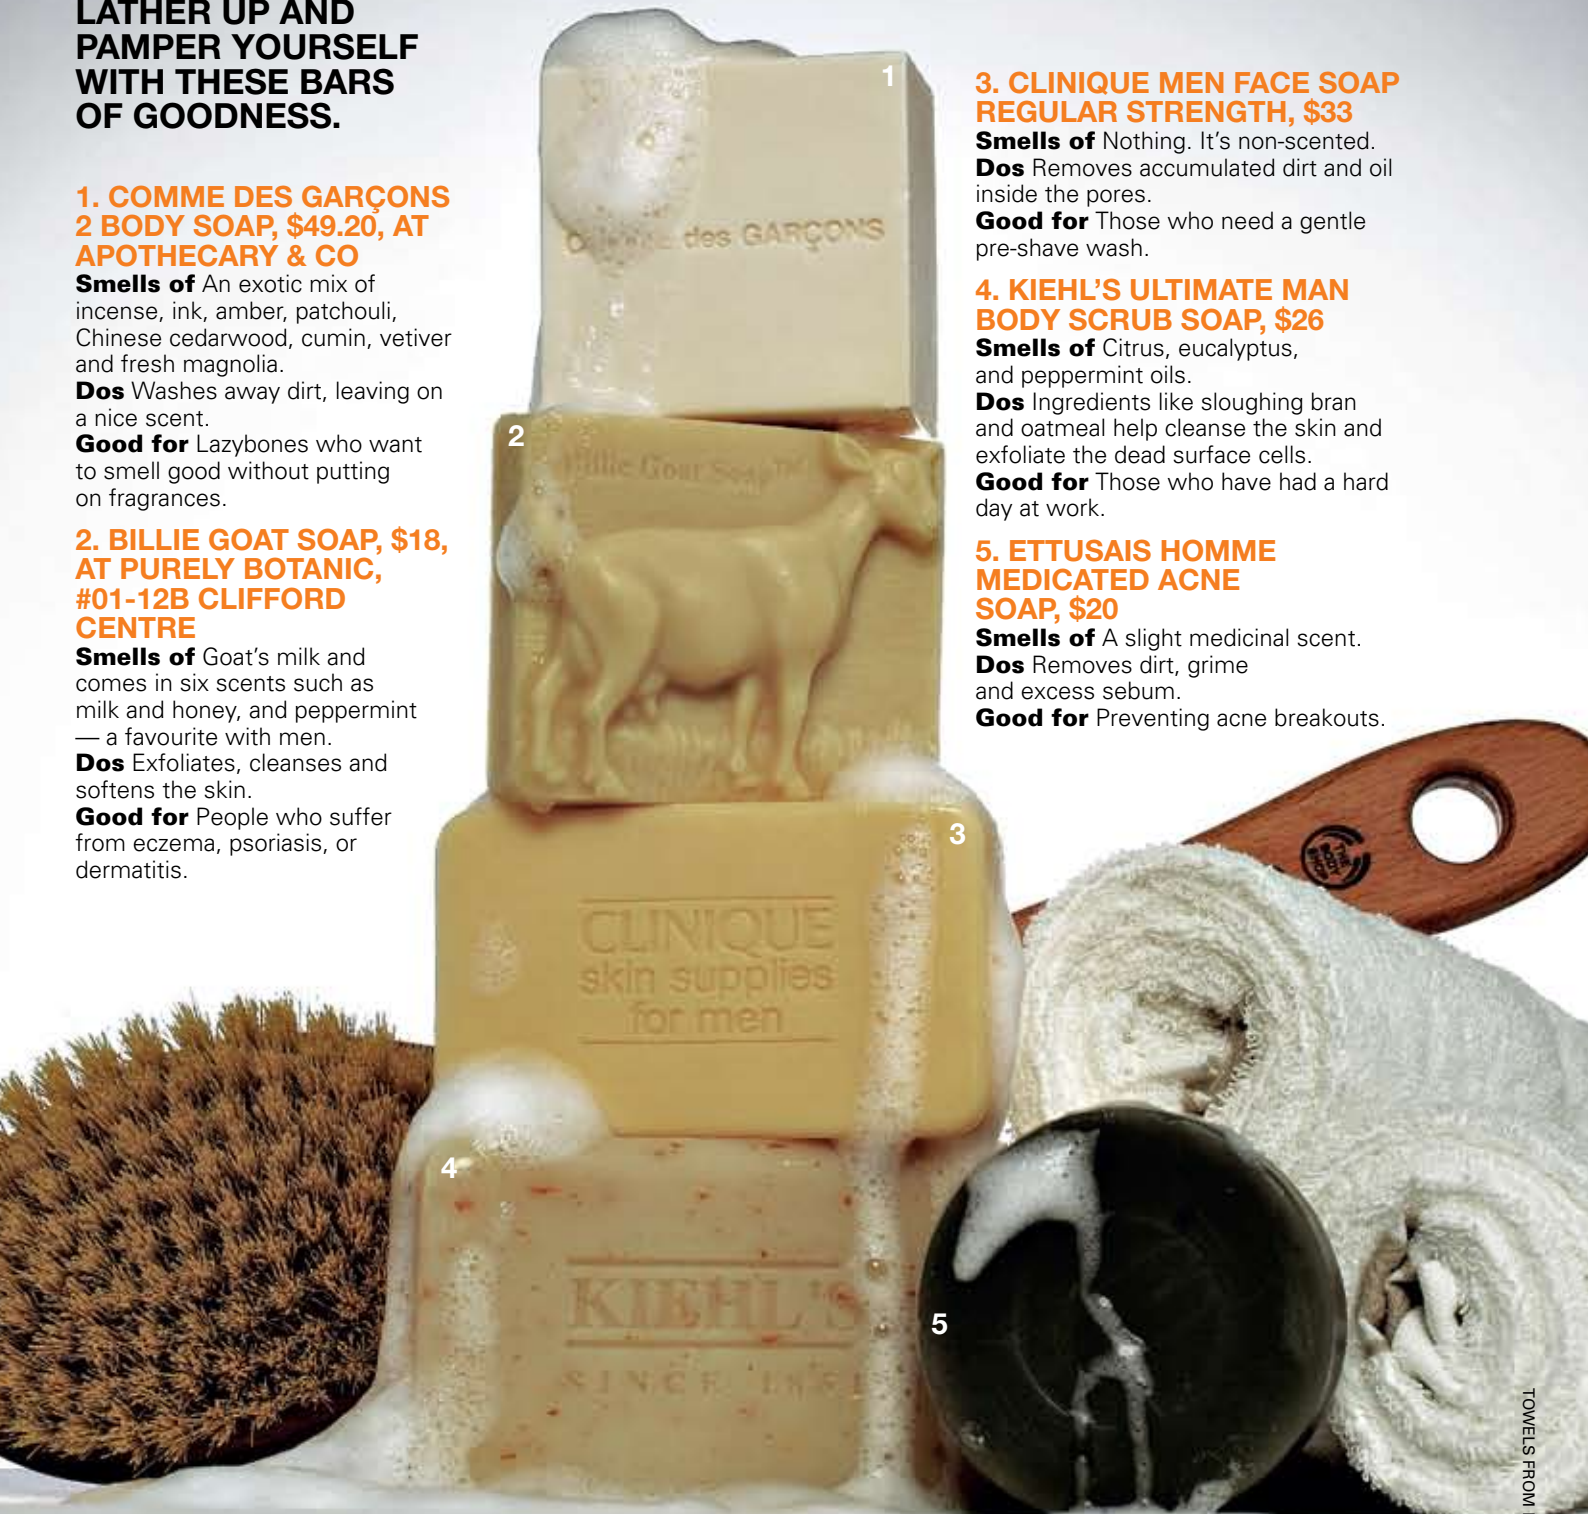 LATHER UP AND
PAMPER YOURSELF
WITH THESE BARS
OF GOODNESS.
1. COMME DES GARÇONS
2 BODY SOAP, $49.20, AT
APOTHECARY & CO
Smells of An exotic mix of
incense, ink, amber, patchouli,
Chinese cedarwood, cumin, vetiver
and fresh magnolia.
Dos Washes away dirt, leaving on
a nice scent.
Good for Lazybones who want
to smell good without putting
on fragrances.
2. BILLIE GOAT SOAP, $18,
AT PURELY BOTANIC,
#01-12B CLIFFORD
CENTRE
Smells of Goat's milk and
comes in six scents such as
milk and honey, and peppermint
— a favourite with men.
Dos Exfoliates, cleanses and
softens the skin.
Good for People who suffer
from eczema, psoriasis, or
dermatitis.
3. CLINIQUE MEN FACE SOAP
REGULAR STRENGTH, $33
Smells of Nothing. It's non-scented.
Dos Removes accumulated dirt and oil
inside the pores.
Good for Those who need a gentle
pre-shave wash.
4. KIEHL'S ULTIMATE MAN
BODY SCRUB SOAP, $26
Smells of Citrus, eucalyptus,
and peppermint oils.
Dos Ingredients like sloughing bran
and oatmeal help cleanse the skin and
exfoliate the dead surface cells.
Good for Those who have had a hard
day at work.
5. ETTUSAIS HOMME
MEDICATED ACNE
SOAP, $20
Smells of A slight medicinal scent.
Dos Removes dirt, grime
and excess sebum.
Good for Preventing acne breakouts.
1
des GARÇONS
2
Billie Goat Soap™
3
CLINIQUE
skin supplies
for men
4
KIEHL'S
SINCE 1851
5
THE
BODY
SHOP
TOWELS FROM